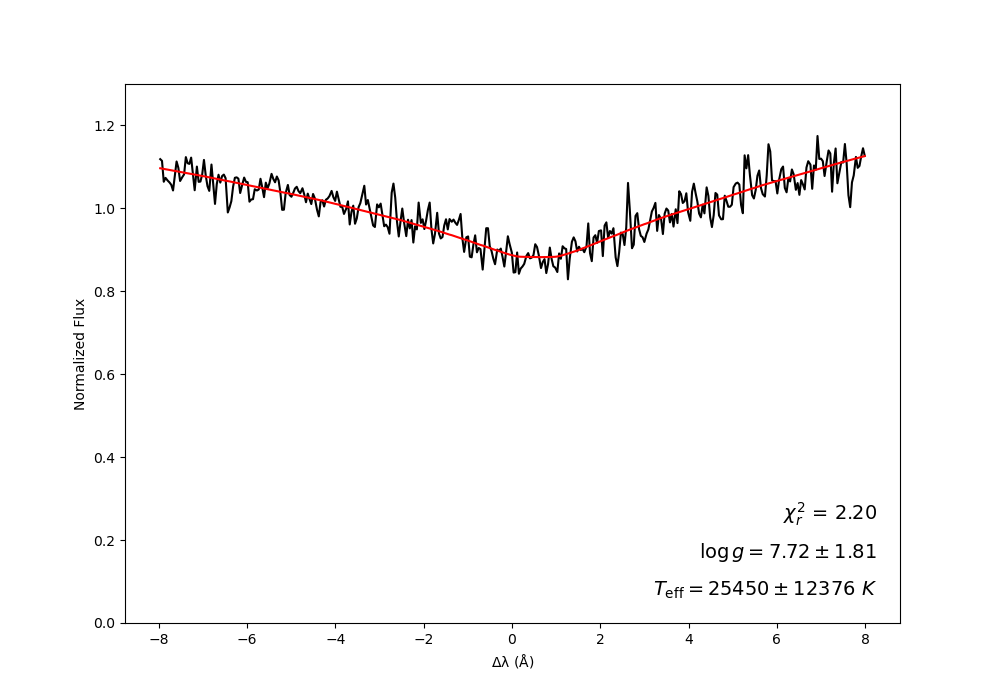 1.2
1.0
0.8
0.6
0.4
0.2
0.0
Normalized Flux
χ²ᵣ = 2.20
log g = 7.72 ± 1.81
T_eff = 25450 ± 12376 K
−8 −6 −4 −2 0 2 4 6 8
Δλ (Å)